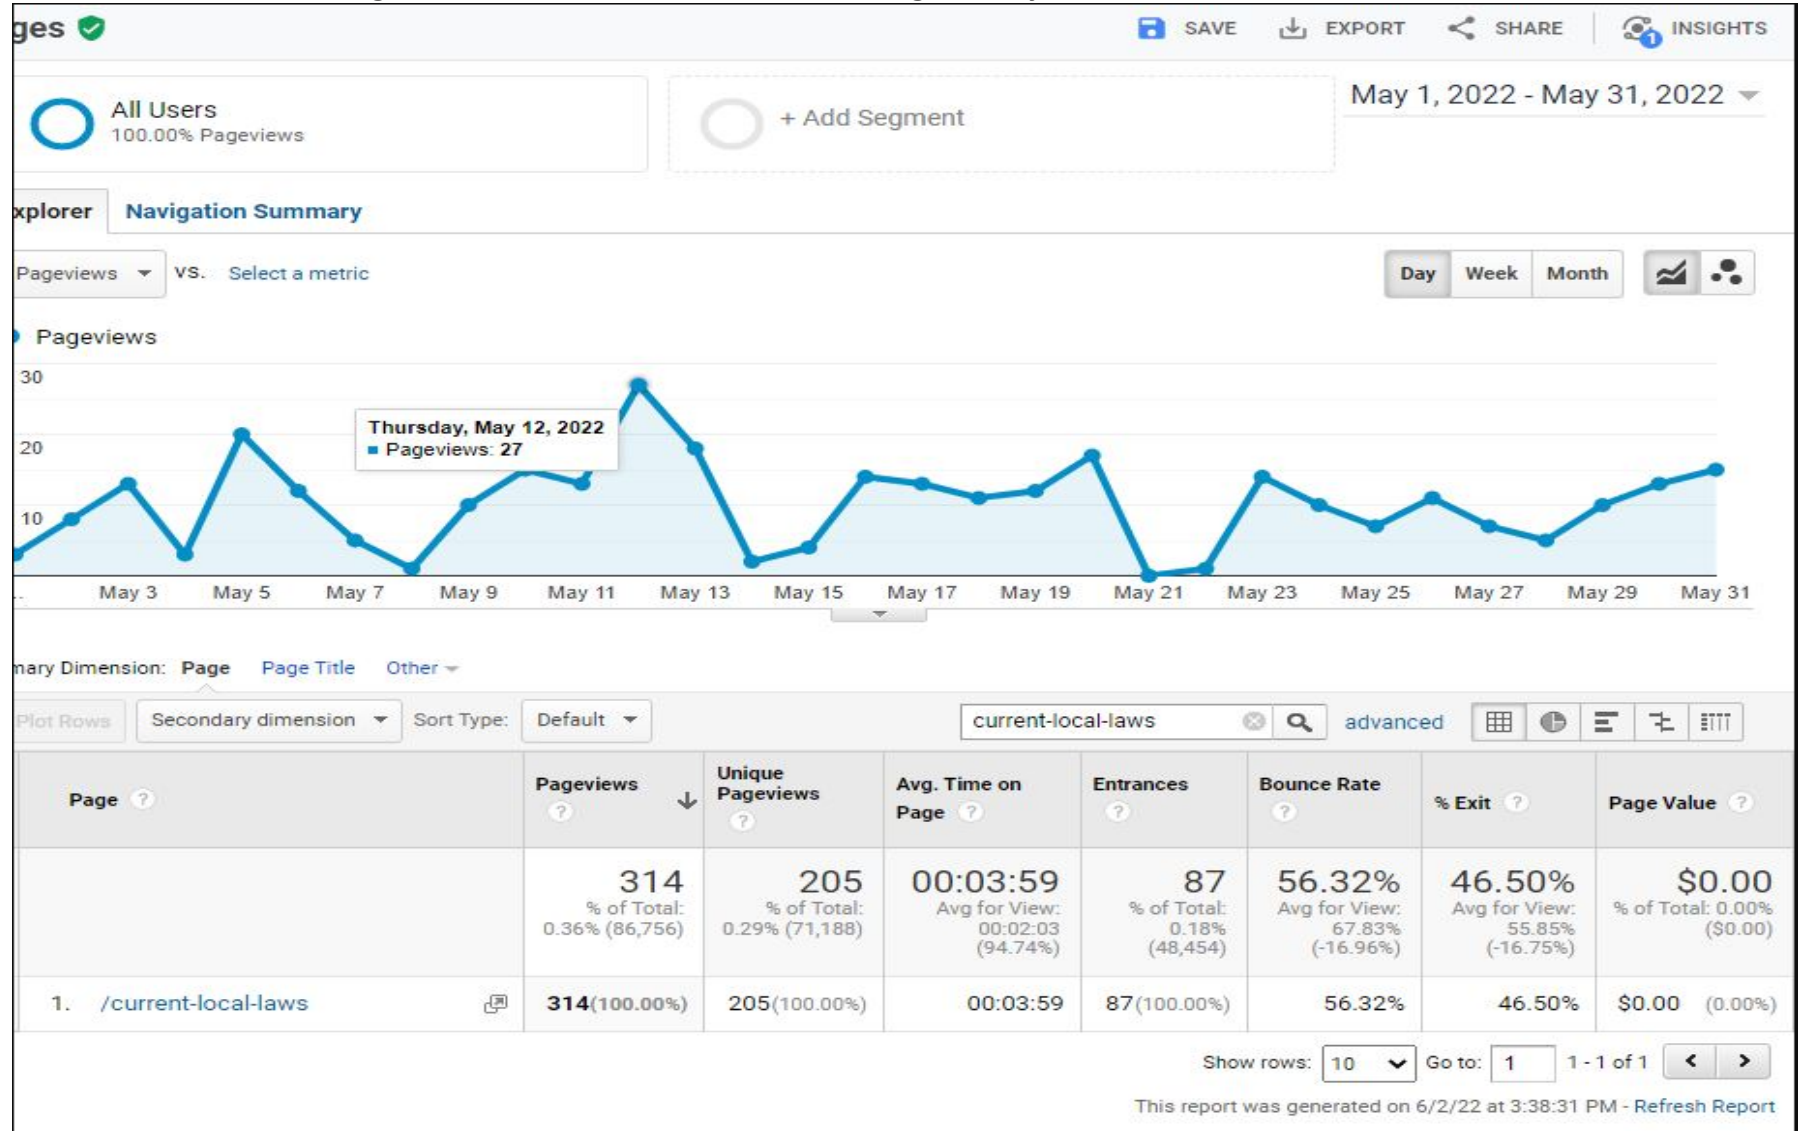 ges
SAVE EXPORT SHARE 1 INSIGHTS
All Users
100.00% Pageviews
+ Add Segment
May 1, 2022 - May 31, 2022
xplorer Navigation Summary
Pageviews VS. Select a metric
Day Week Month
Pageviews
30
20
10
Thursday, May 12, 2022
Pageviews: 27
.. May 3 May 5 May 7 May 9 May 11 May 13 May 15 May 17 May 19 May 21 May 23 May 25 May 27 May 29 May 31
mary Dimension: Page Page Title Other
Plot Rows Secondary dimension Sort Type: Default current-local-laws advanced
Page ? Pageviews ? Unique Pageviews ? Avg. Time on Page ? Entrances ? Bounce Rate ? % Exit ? Page Value ?
314 205 00:03:59 87 56.32% 46.50% $0.00
% of Total: % of Total: Avg for View: % of Total: Avg for View: Avg for View: % of Total: 0.00%
0.36% (86,756) 0.29% (71,188) 00:02:03 0.18% 67.83% 55.85% ($0.00)
(94.74%) (48,454) (-16.96%) (-16.75%)
1. /current-local-laws 314(100.00%) 205(100.00%) 00:03:59 87(100.00%) 56.32% 46.50% $0.00 (0.00%)
Show rows: 10 Go to: 1 1 - 1 of 1 < >
This report was generated on 6/2/22 at 3:38:31 PM - Refresh Report